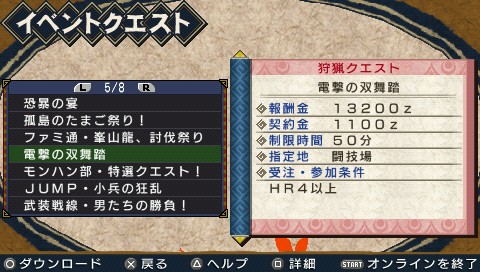 イベントクエスト
L 5/8 R
恐暴の宴
孤島のたまご祭り！
ファミ通・峯山龍、討伐祭り
電撃の双舞踏
モンハン部・特選クエスト！
ＪＵＭＰ・小兵の狂乱
武装戦線・男たちの勝負！
狩猟クエスト
電撃の双舞踏
報酬金 13200z
契約金 1100z
制限時間 50分
指定地 闘技場
受注・参加条件
HR4以上
○ダウンロード ×戻る △ヘルプ □詳細 START オンラインを終了